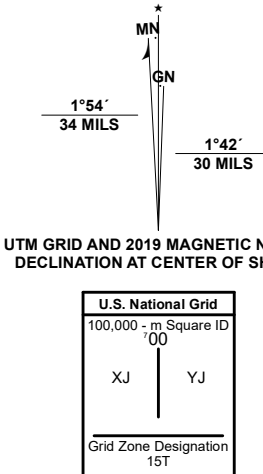 ★
MN
GN
1°54´
34 MILS
1°42´
30 MILS
UTM GRID AND 2019 MAGNETIC N
DECLINATION AT CENTER OF SH
U.S. National Grid
100,000 - m Square ID
⁷00
XJ YJ
Grid Zone Designation
15T